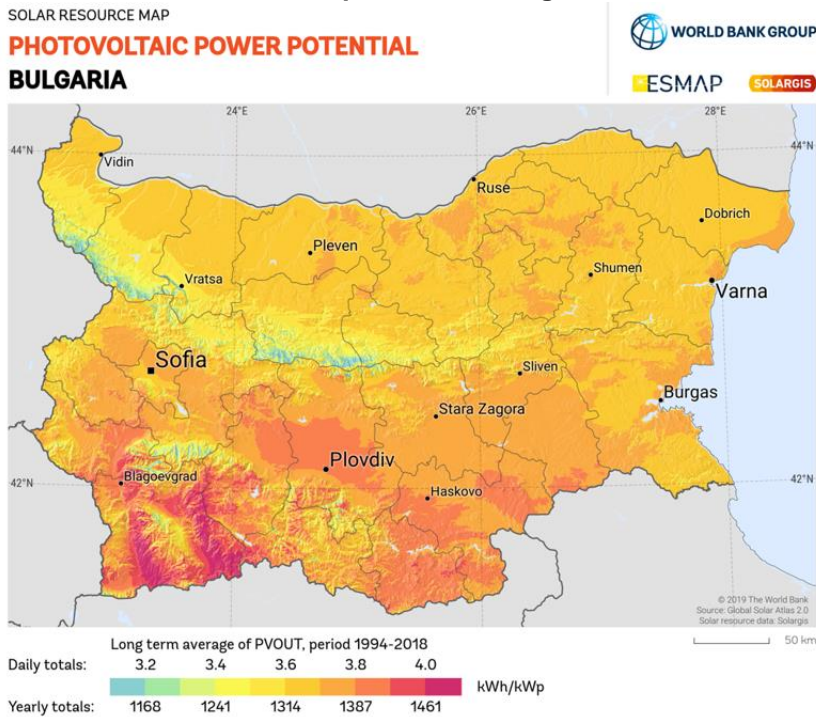 SOLAR RESOURCE MAP
PHOTOVOLTAIC POWER POTENTIAL
BULGARIA
WORLD BANK GROUP
ESMAP
SOLARGIS
24°E
26°E
28°E
44°N
44°N
Vidin
Ruse
Dobrich
Pleven
Shumen
Vratsa
Varna
Sofia
Sliven
Burgas
Stara Zagora
Plovdiv
42°N
42°N
Blagoevgrad
Haskovo
© 2019 The World Bank
Source: Global Solar Atlas 2.0
Solar resource data: Solargis
50 km
Long term average of PVOUT, period 1994-2018
Daily totals: 3.2 3.4 3.6 3.8 4.0
kWh/kWp
Yearly totals: 1168 1241 1314 1387 1461